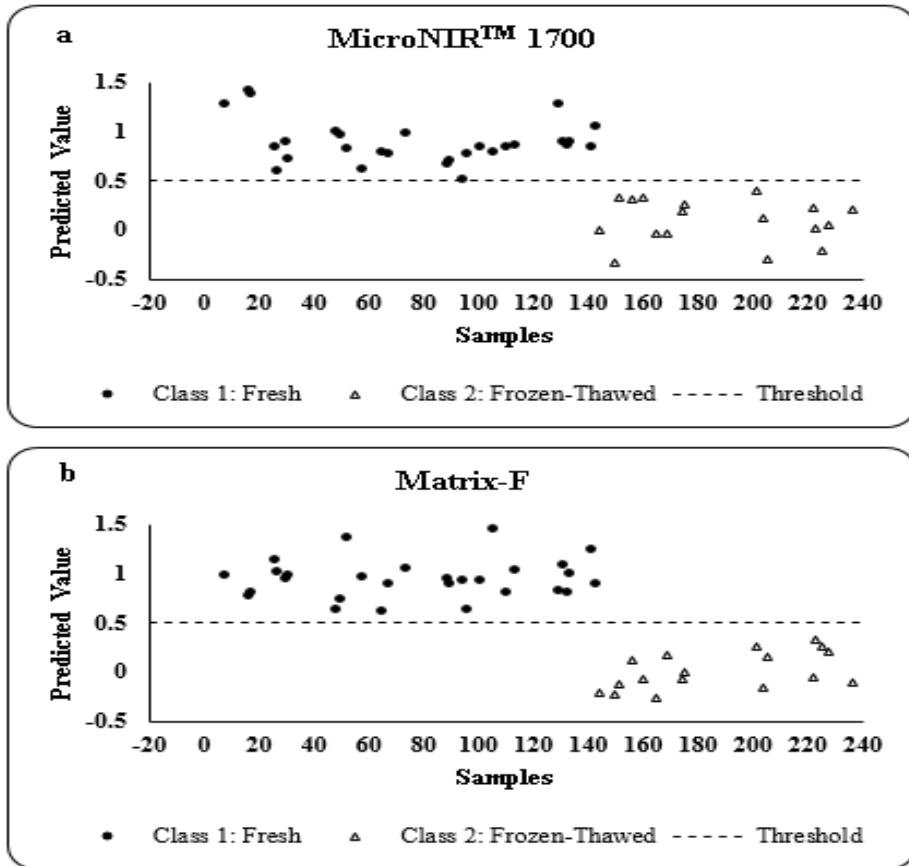 a
MicroNIR™ 1700
1.5
1
0.5
0
-0.5
Predicted Value
-20 0 20 40 60 80 100 120 140 160 180 200 220 240
Samples
Class 1: Fresh Class 2: Frozen-Thawed Threshold
b
Matrix-F
1.5
1
0.5
0
-0.5
Predicted Value
-20 0 20 40 60 80 100 120 140 160 180 200 220 240
Samples
Class 1: Fresh Class 2: Frozen-Thawed Threshold